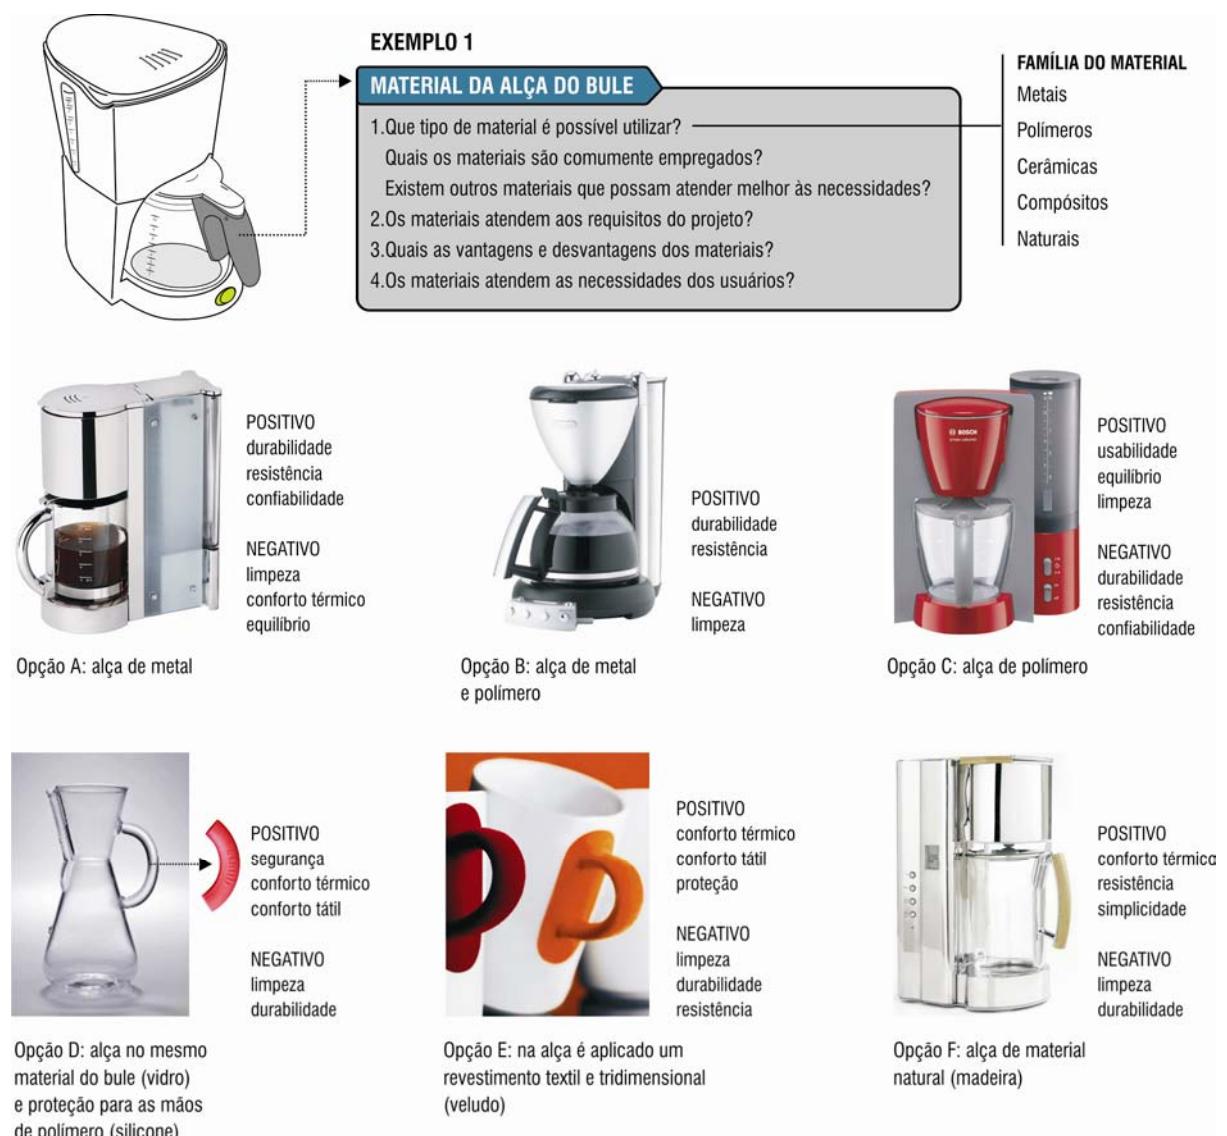 EXEMPLO 1
MATERIAL DA ALÇA DO BULE
1.Que tipo de material é possível utilizar?
Quais os materiais são comumente empregados?
Existem outros materiais que possam atender melhor às necessidades?
2.Os materiais atendem aos requisitos do projeto?
3.Quais as vantagens e desvantagens dos materiais?
4.Os materiais atendem as necessidades dos usuários?
FAMÍLIA DO MATERIAL
Metais
Polímeros
Cerâmicas
Compósitos
Naturais
POSITIVO
durabilidade
resistência
confiabilidade
NEGATIVO
limpeza
conforto térmico
equilíbrio
Opção A: alça de metal
POSITIVO
durabilidade
resistência
NEGATIVO
limpeza
Opção B: alça de metal
e polímero
BOSCH
POSITIVO
usabilidade
equilíbrio
limpeza
NEGATIVO
durabilidade
resistência
confiabilidade
Opção C: alça de polímero
POSITIVO
segurança
conforto térmico
conforto tátil
NEGATIVO
limpeza
durabilidade
Opção D: alça no mesmo
material do bule (vidro)
e proteção para as mãos
de polímero (silicone)
POSITIVO
conforto térmico
conforto tátil
proteção
NEGATIVO
limpeza
durabilidade
resistência
Opção E: na alça é aplicado um
revestimento textil e tridimensional
(veludo)
POSITIVO
conforto térmico
resistência
simplicidade
NEGATIVO
limpeza
durabilidade
Opção F: alça de material
natural (madeira)